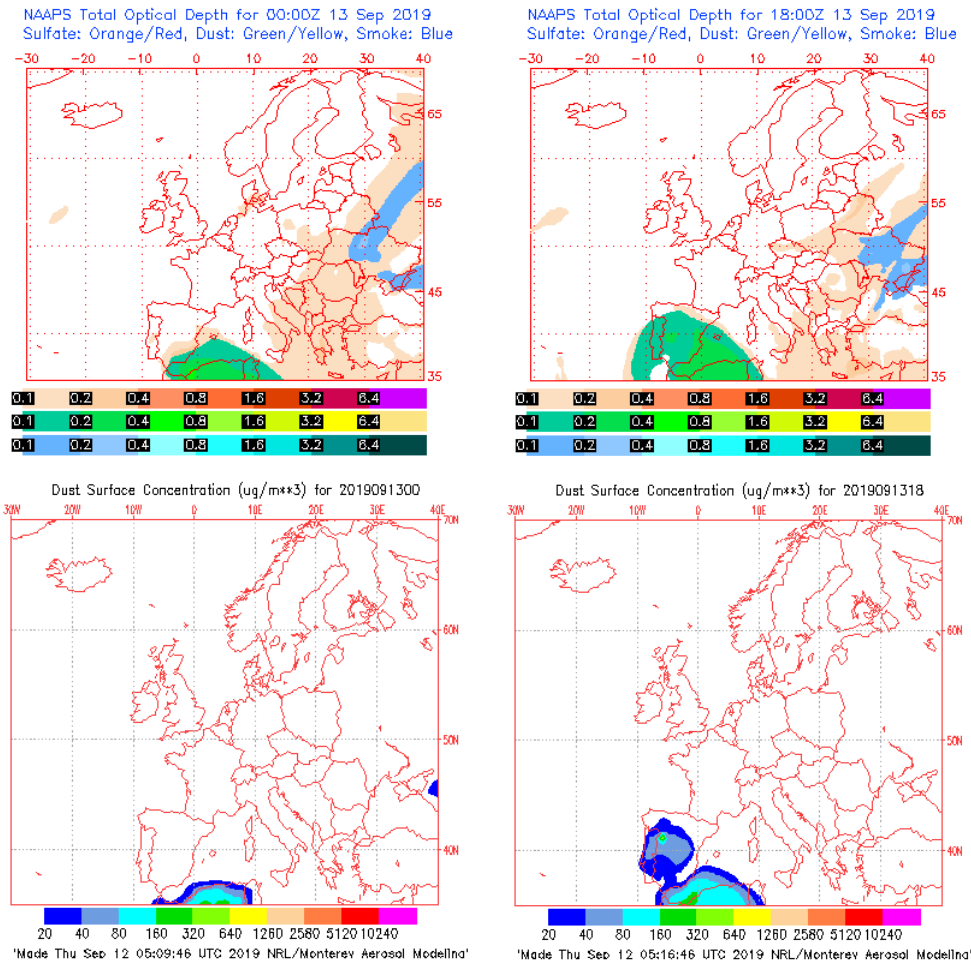 NAAPS Total Optical Depth for 00:00Z 13 Sep 2019
Sulfate: Orange/Red, Dust: Green/Yellow, Smoke: Blue
-30 -20 -10 0 10 20 30 40
65
55
45
35
0.1 0.2 0.4 0.8 1.6 3.2 6.4
0.1 0.2 0.4 0.8 1.6 3.2 6.4
0.1 0.2 0.4 0.8 1.6 3.2 6.4
NAAPS Total Optical Depth for 18:00Z 13 Sep 2019
Sulfate: Orange/Red, Dust: Green/Yellow, Smoke: Blue
-30 -20 -10 0 10 20 30 40
65
55
45
35
0.1 0.2 0.4 0.8 1.6 3.2 6.4
0.1 0.2 0.4 0.8 1.6 3.2 6.4
0.1 0.2 0.4 0.8 1.6 3.2 6.4
Dust Surface Concentration (ug/m**3) for 2019091300
30W 20W 10W 0 10E 20E 30E 40E
70N
60N
50N
40N
20 40 80 160 320 640 1260 2580 5120 10240
'Made Thu Sep 12 05:09:46 UTC 2019 NRL/Monterey Aerosol Modeling'
Dust Surface Concentration (ug/m**3) for 2019091318
30W 20W 10W 0 10E 20E 30E 40E
70N
60N
50N
40N
20 40 80 160 320 640 1260 2580 5120 10240
'Made Thu Sep 12 05:16:46 UTC 2019 NRL/Monterey Aerosol Modeling'